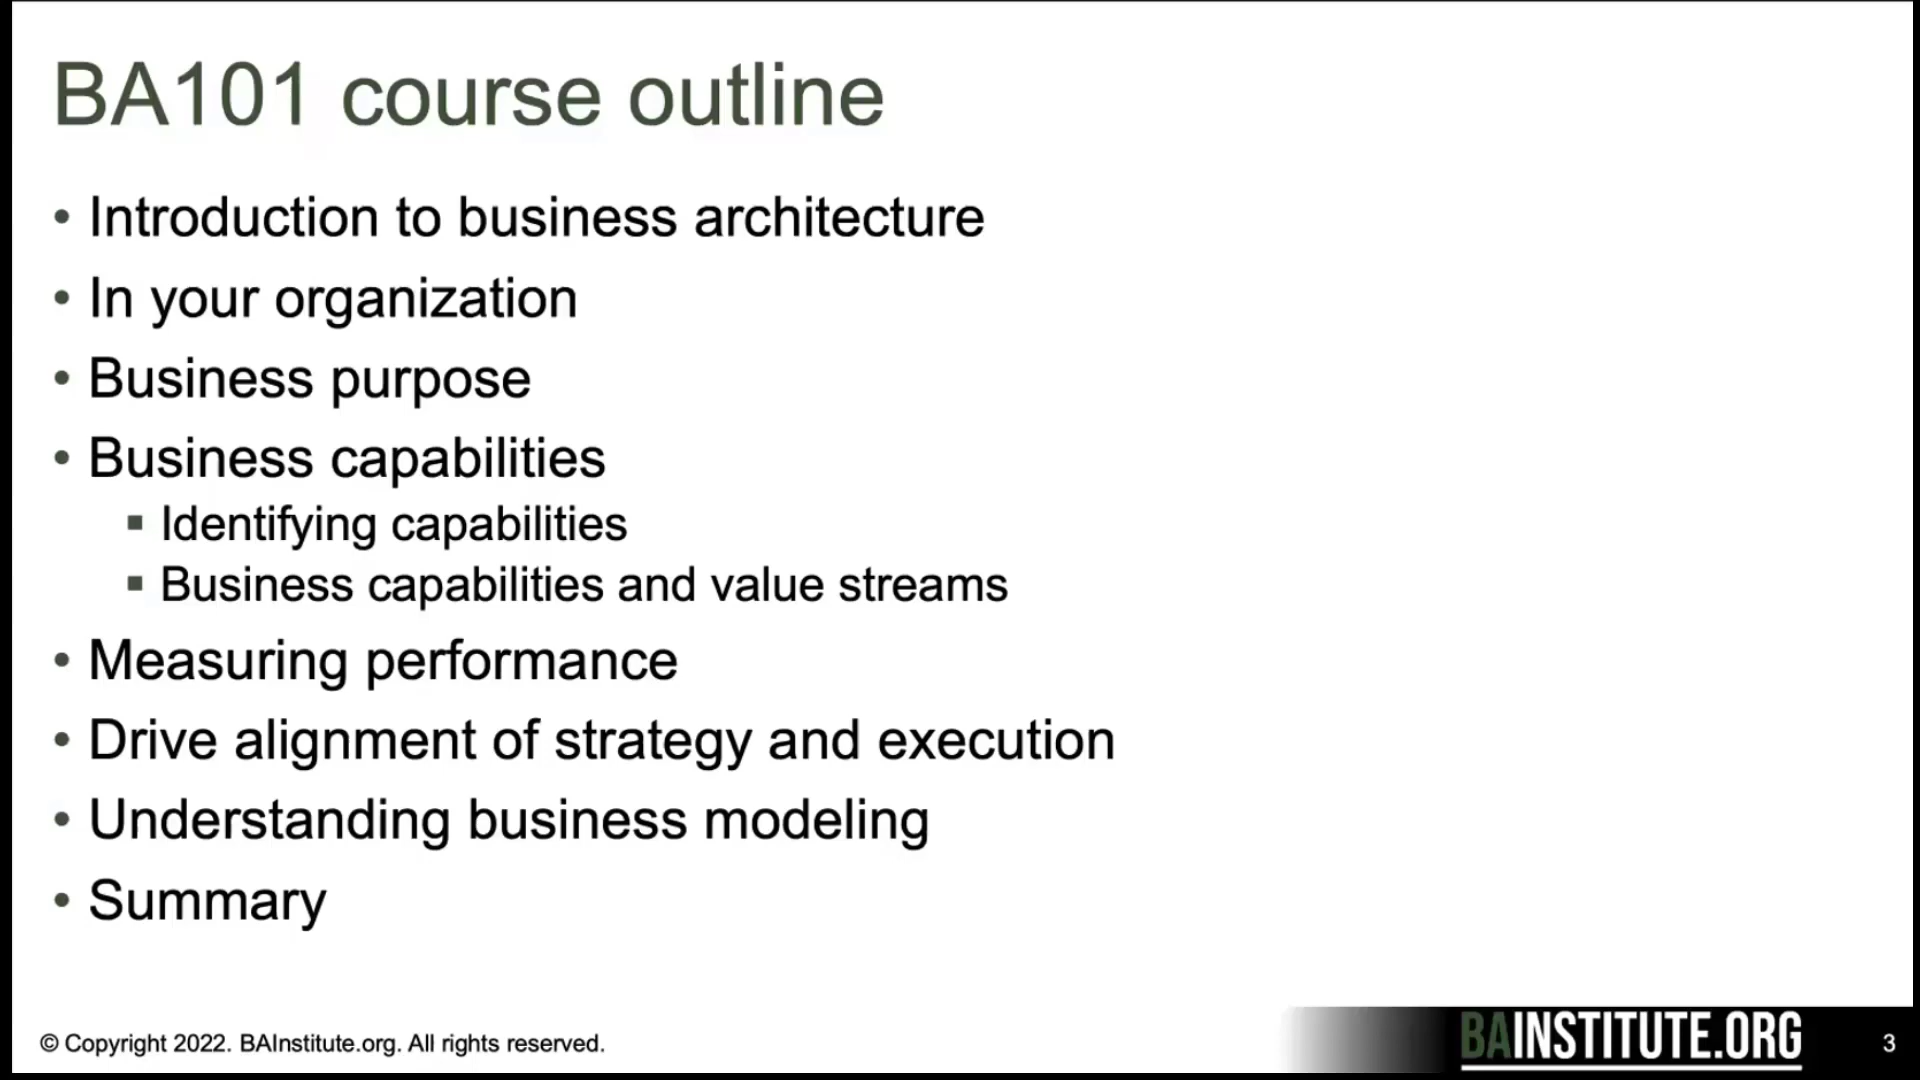 BA101 course outline
• Introduction to business architecture
• In your organization
• Business purpose
• Business capabilities
▪ Identifying capabilities
▪ Business capabilities and value streams
• Measuring performance
• Drive alignment of strategy and execution
• Understanding business modeling
• Summary
© Copyright 2022. BAInstitute.org. All rights reserved.
BAINSTITUTE.ORG
3